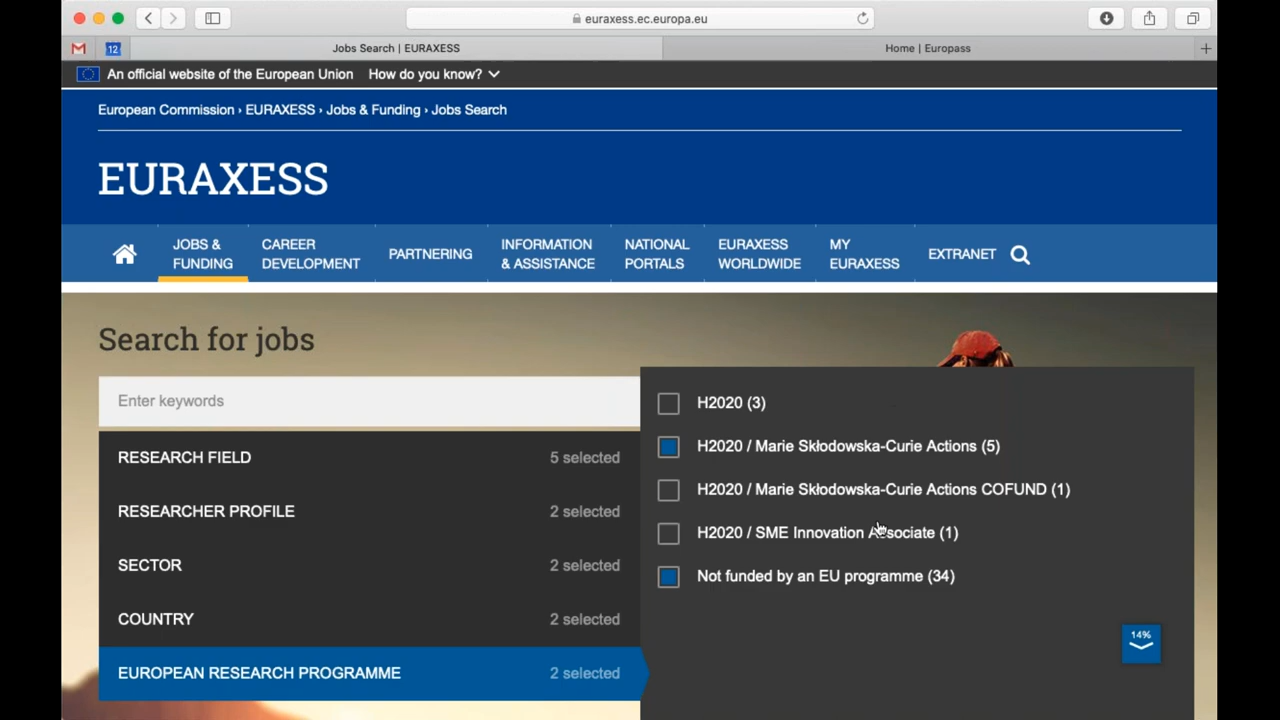 euraxess.ec.europa.eu
12
Jobs Search | EURAXESS
Home | Europass
An official website of the European Union How do you know?
European Commission › EURAXESS › Jobs & Funding › Jobs Search
EURAXESS
JOBS &
FUNDING
CAREER
DEVELOPMENT
PARTNERING
INFORMATION
& ASSISTANCE
NATIONAL
PORTALS
EURAXESS
WORLDWIDE
MY
EURAXESS
EXTRANET
Search for jobs
Enter keywords
RESEARCH FIELD 5 selected
RESEARCHER PROFILE 2 selected
SECTOR 2 selected
COUNTRY 2 selected
EUROPEAN RESEARCH PROGRAMME 2 selected
H2020 (3)
H2020 / Marie Skłodowska-Curie Actions (5)
H2020 / Marie Skłodowska-Curie Actions COFUND (1)
H2020 / SME Innovation Associate (1)
Not funded by an EU programme (34)
14%